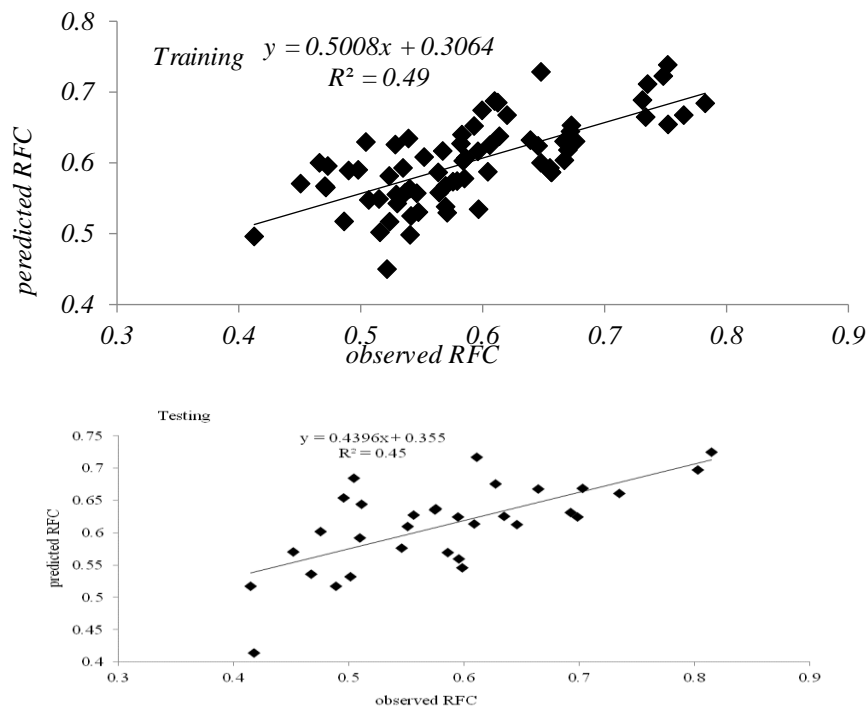 0.8
Training y = 0.5008x + 0.3064
R² = 0.49
0.7
0.6
0.5
0.4
peredicted RFC
0.3 0.4 0.5 0.6 0.7 0.8 0.9
observed RFC
Testing
y = 0.4396x + 0.355
R² = 0.45
0.75
0.7
0.65
0.6
0.55
0.5
0.45
0.4
predicted RFC
0.3 0.4 0.5 0.6 0.7 0.8 0.9
observed RFC